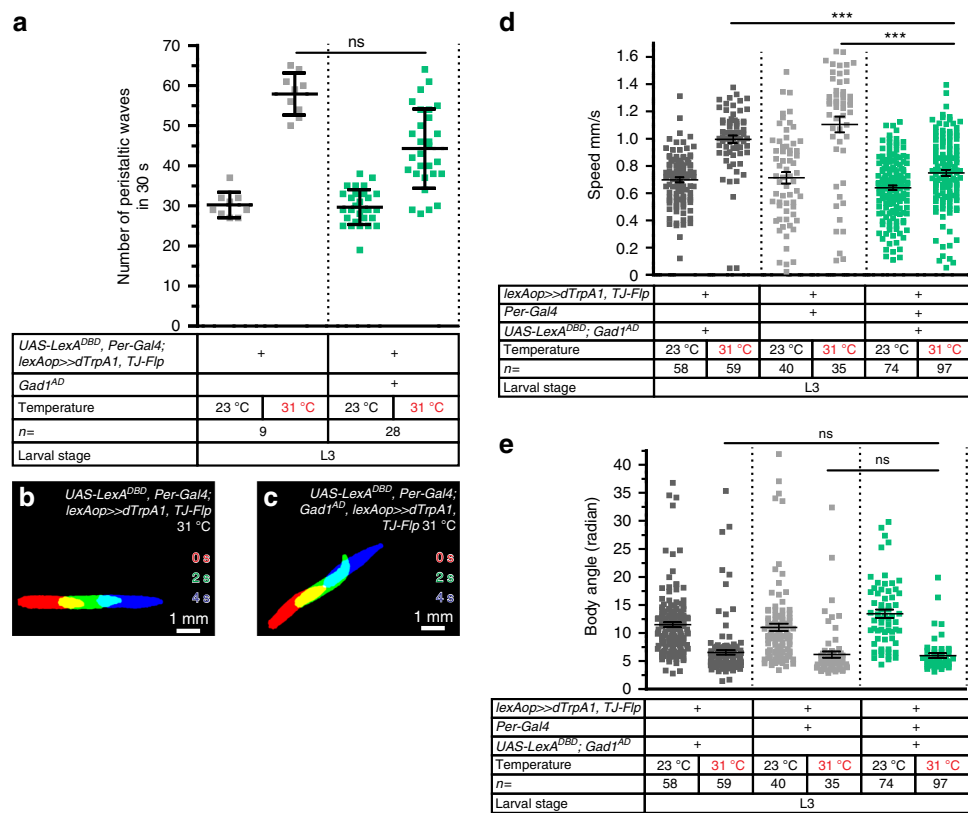 a
ns
70
60
50
40
30
20
10
0
Number of peristaltic waves
in 30 s
UAS-LexA^DBD, Per-Gal4;
lexAop>>dTrpA1, TJ-Flp
+ +
Gad1^AD +
Temperature 23 °C 31 °C 23 °C 31 °C
n= 9 28
Larval stage L3
b
UAS-LexA^DBD, Per-Gal4;
lexAop>>dTrpA1, TJ-Flp
31 °C
0 s
2 s
4 s
1 mm
c
UAS-LexA^DBD, Per-Gal4;
Gad1^AD, lexAop>>dTrpA1,
TJ-Flp 31 °C
0 s
2 s
4 s
1 mm
d
***
***
1.6
1.4
1.2
1.0
0.8
0.6
0.4
0.2
0
Speed mm/s
lexAop>>dTrpA1, TJ-Flp + + +
Per-Gal4 + +
UAS-LexA^DBD; Gad1^AD + +
Temperature 23 °C 31 °C 23 °C 31 °C 23 °C 31 °C
n= 58 59 40 35 74 97
Larval stage L3
e
ns
ns
40
35
30
25
20
15
10
5
0
Body angle (radian)
lexAop>>dTrpA1, TJ-Flp + + +
Per-Gal4 + +
UAS-LexA^DBD; Gad1^AD + +
Temperature 23 °C 31 °C 23 °C 31 °C 23 °C 31 °C
n= 58 59 40 35 74 97
Larval stage L3